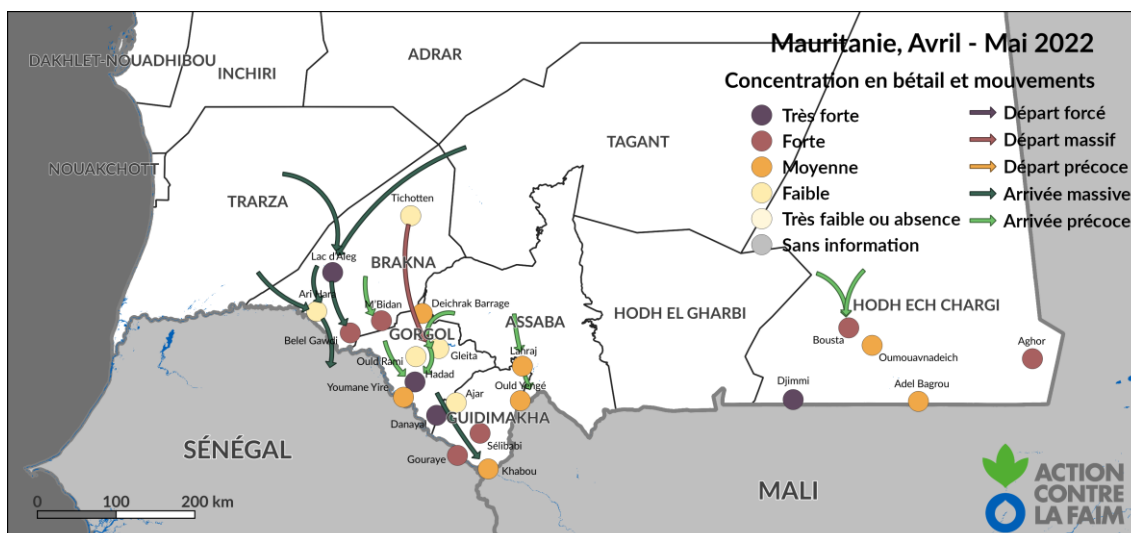 Mauritanie, Avril - Mai 2022
Concentration en bétail et mouvements
Très forte
Forte
Moyenne
Faible
Très faible ou absence
Sans information
Départ forcé
Départ massif
Départ précoce
Arrivée massive
Arrivée précoce
DAKHLET-NOUADHIBOU
INCHIRI
ADRAR
NOUAKCHOTT
TRARZA
TAGANT
Tichotten
Lac d'Aleg
BRAKNA
Ari Hara
M'Bidan
Deichrak Barrage
Belel Gawdi
GORGOL
ASSABA
HODH EL GHARBI
HODH ECH CHARGI
Ould Rami
Gleita
Lahraj
Bousta
Oumouavnadeich
Aghor
Youmane Yire
Hadad
Ould Yengé
Djimmi
Adel Bagrou
Ajar
Danayal
GUIDIMAKHA
Sélibabi
Gouraye
Khabou
SÉNÉGAL
MALI
0 100 200 km
ACTION
CONTRE
LA FAIM